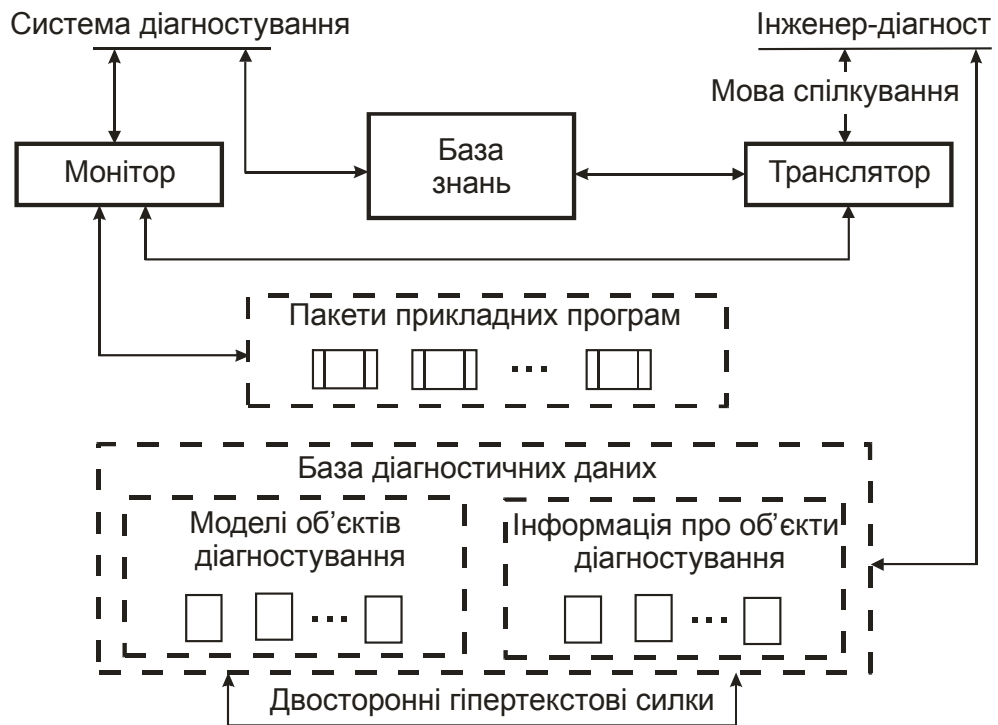 Система діагностування
Інженер-діагност
Мова спілкування
Монітор
База
знань
Транслятор
Пакети прикладних програм
База діагностичних даних
Моделі об’єктів
діагностування
Інформація про об’єкти
діагностування
Двосторонні гіпертекстові силки